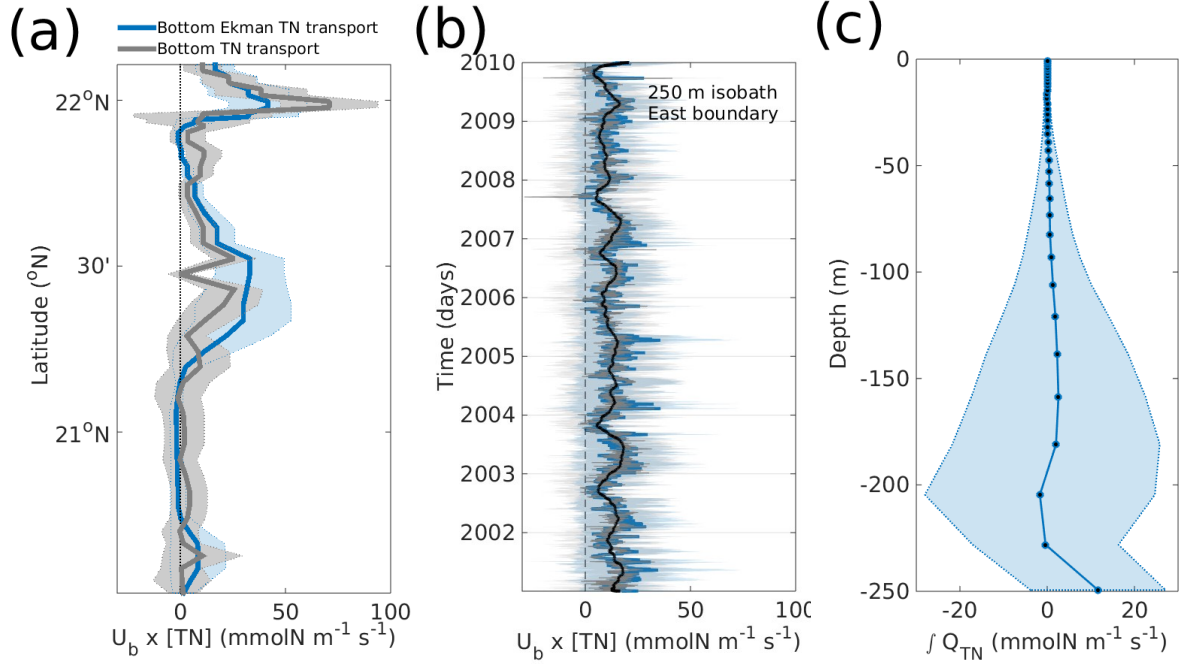 (a)
Bottom Ekman TN transport
Bottom TN transport
22°N
30'
21°N
Latitude (°N)
0
50
100
U_b x [TN] (mmolN m⁻¹ s⁻¹)
(b)
250 m isobath
East boundary
2010
2009
2008
2007
2006
2005
2004
2003
2002
Time (days)
0
50
100
U_b x [TN] (mmolN m⁻¹ s⁻¹)
(c)
0
-50
-100
-150
-200
-250
Depth (m)
-20
0
20
∫ Q_TN (mmolN m⁻¹ s⁻¹)